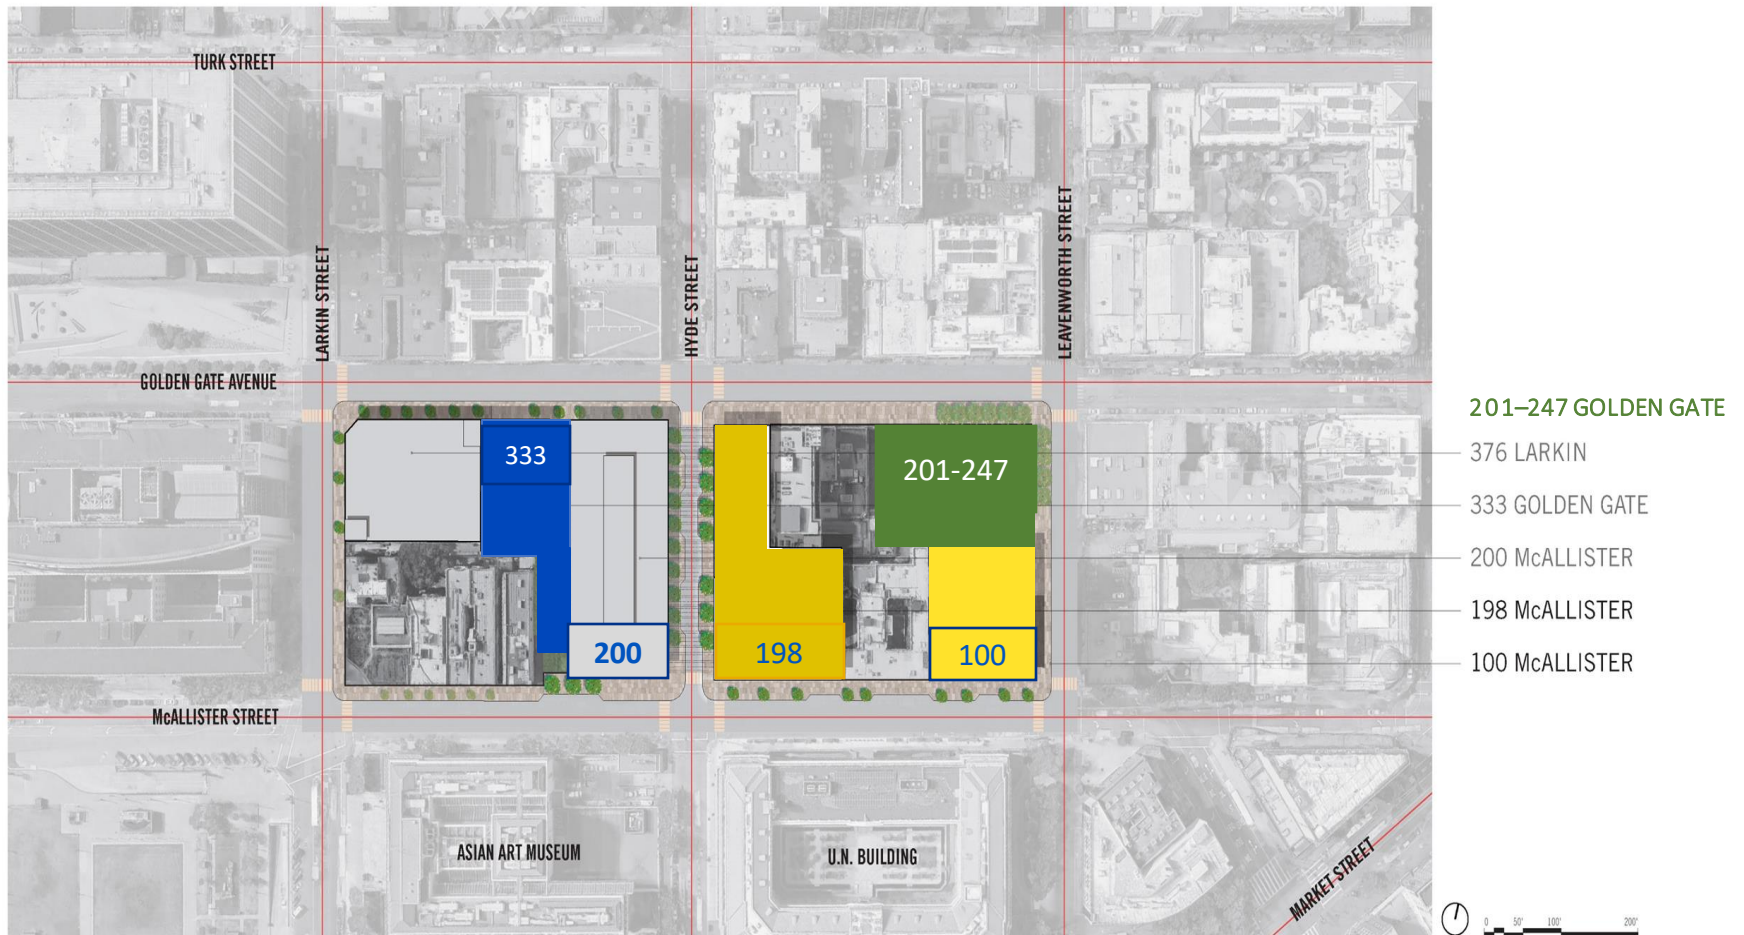 TURK STREET
LARKIN STREET
HYDE STREET
LEAVENWORTH STREET
GOLDEN GATE AVENUE
201–247 GOLDEN GATE
376 LARKIN
333 GOLDEN GATE
200 McALLISTER
198 McALLISTER
100 McALLISTER
333
201-247
200
198
100
McALLISTER STREET
ASIAN ART MUSEUM
U.N. BUILDING
MARKET STREET
0 50' 100' 200'